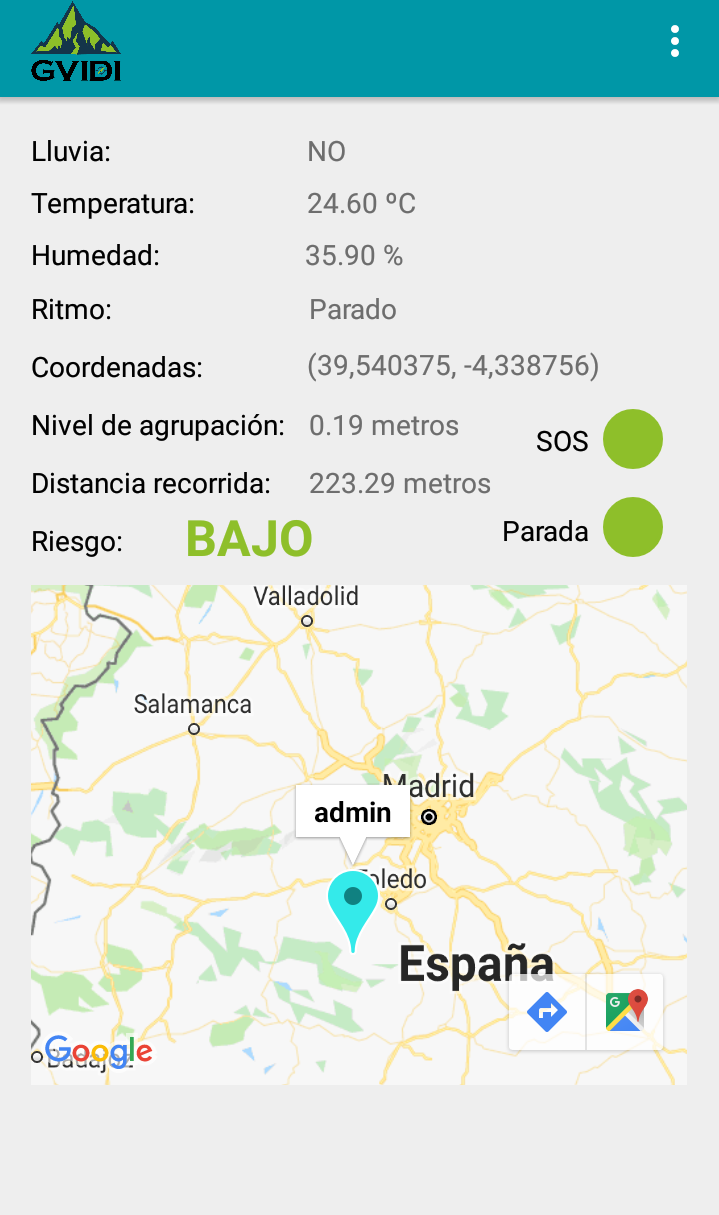 GVIDI
Lluvia: NO
Temperatura: 24.60 ºC
Humedad: 35.90 %
Ritmo: Parado
Coordenadas: (39,540375, -4,338756)
Nivel de agrupación: 0.19 metros
SOS
Distancia recorrida: 223.29 metros
Riesgo: BAJO
Parada
Valladolid
Salamanca
Madrid
admin
Toledo
España
G
Google
Badajoz